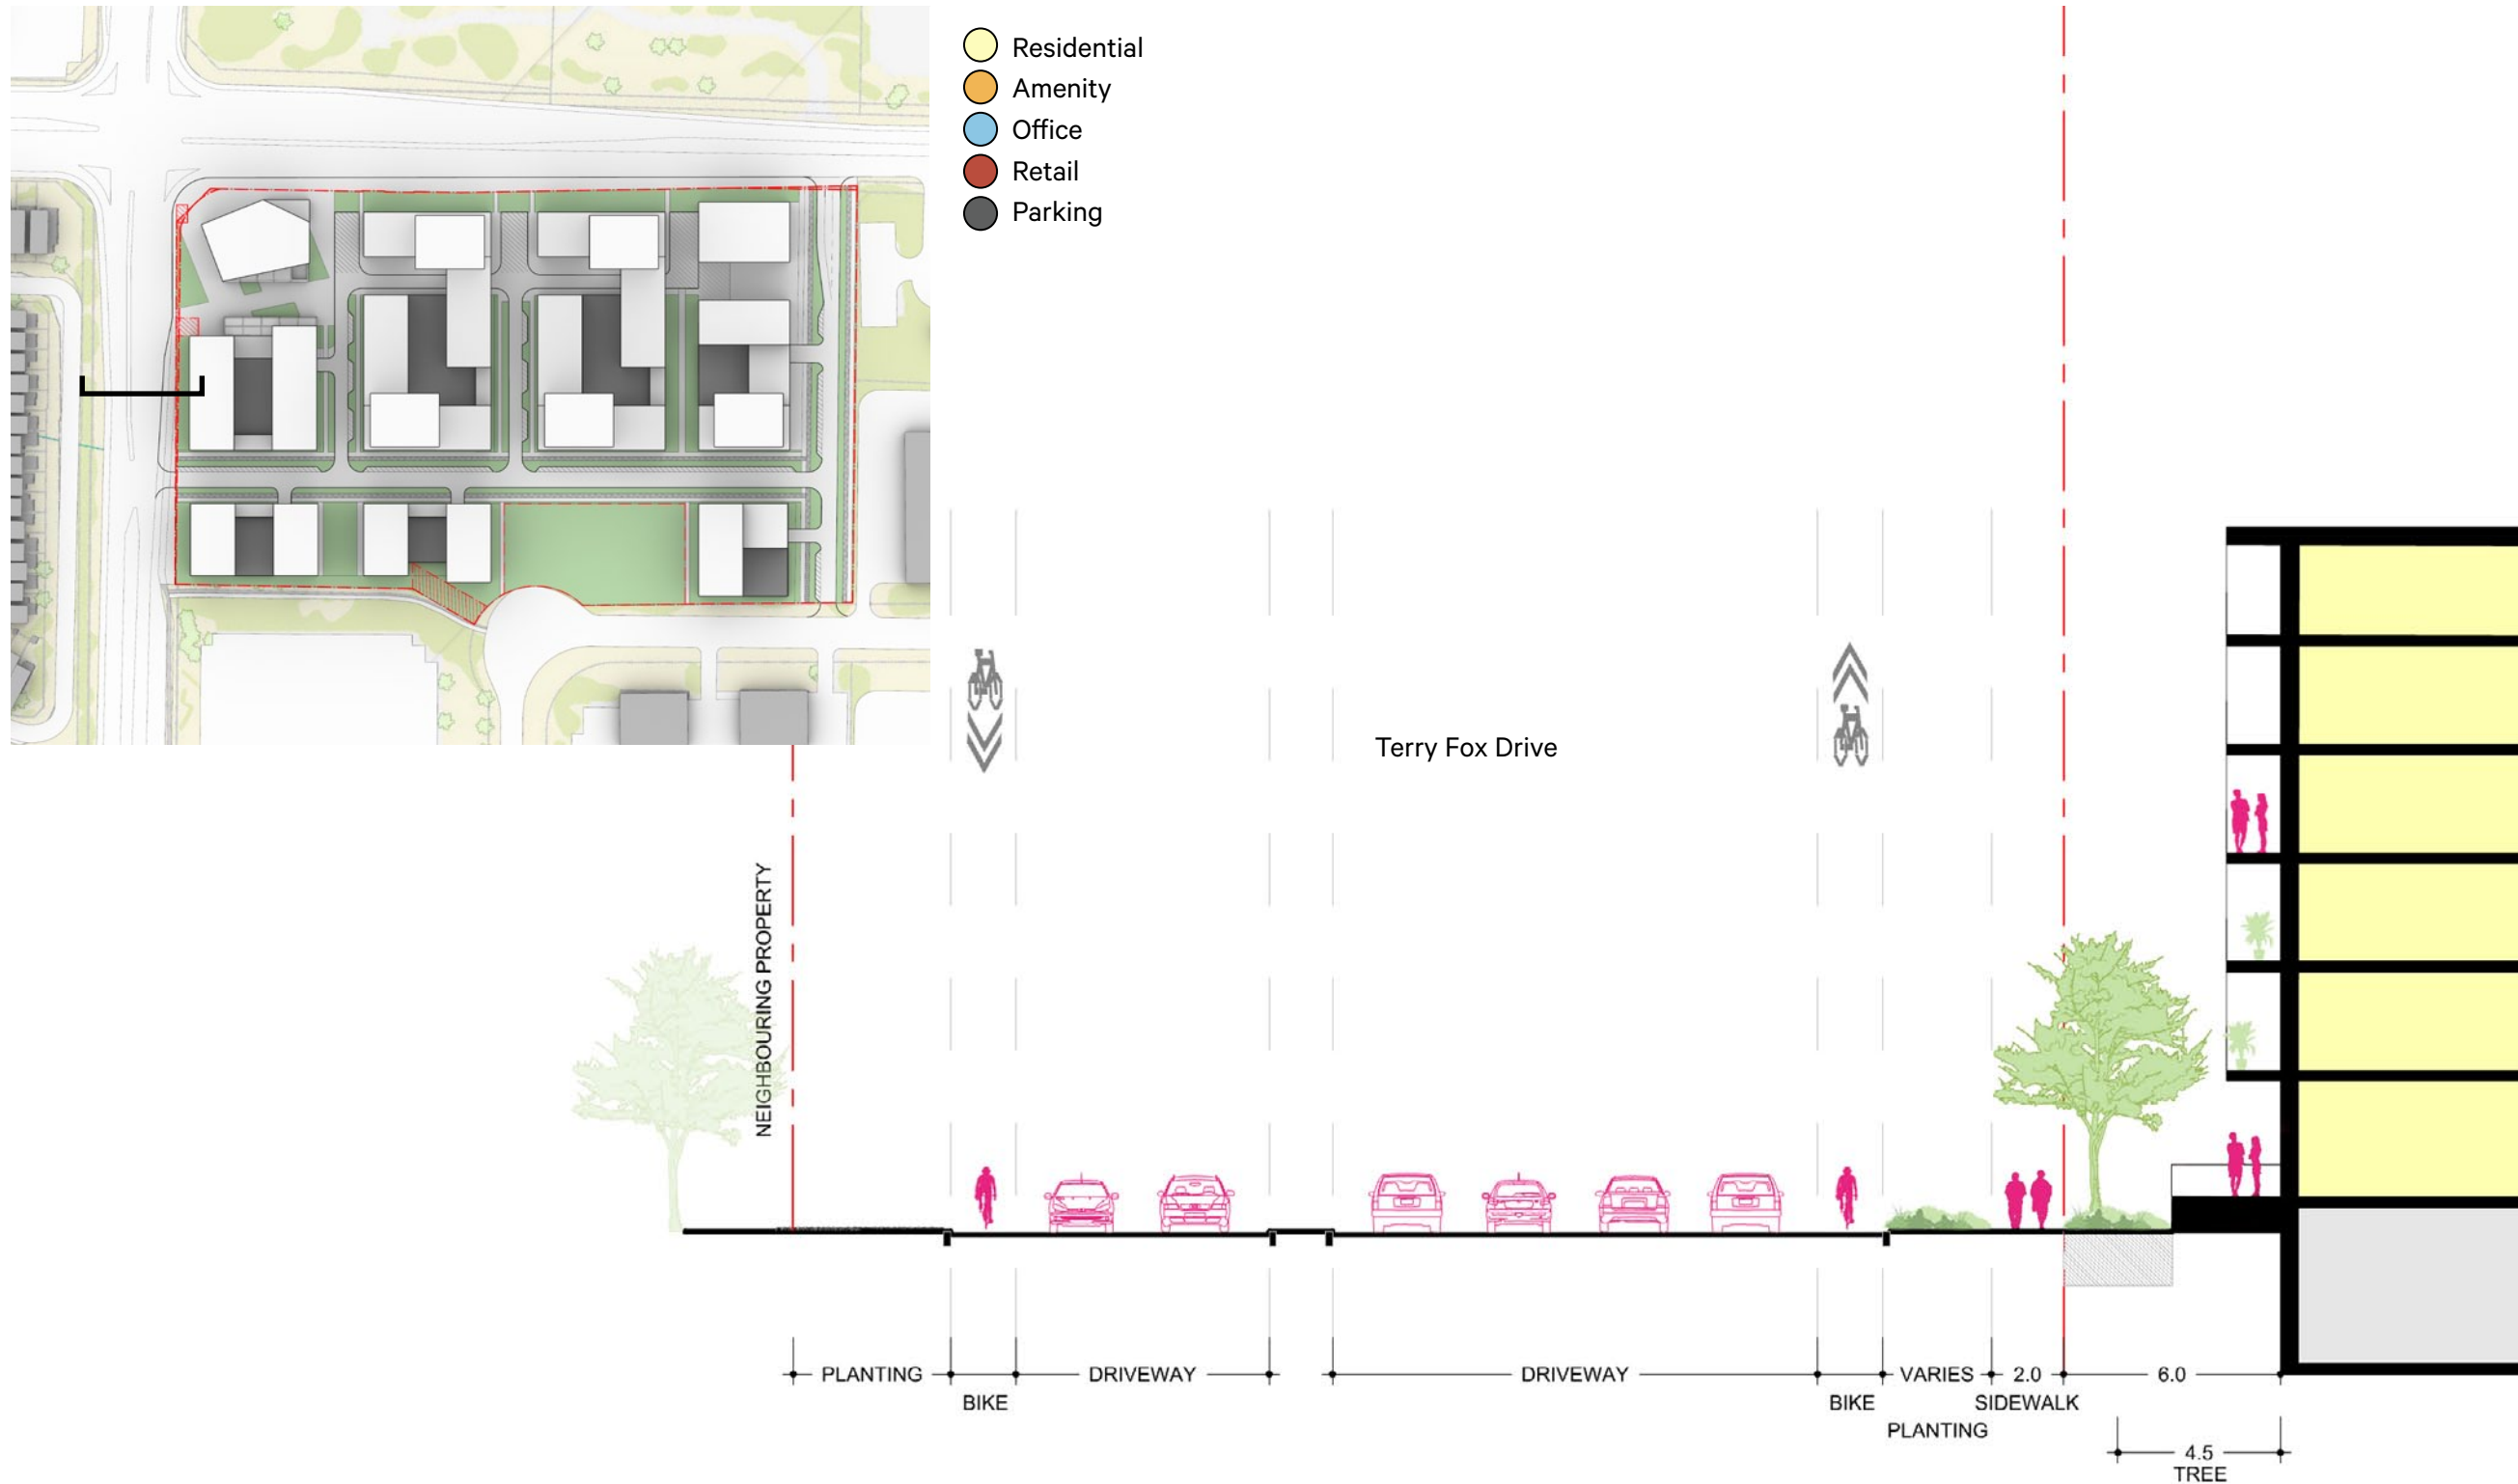 Residential
Amenity
Office
Retail
Parking
Terry Fox Drive
NEIGHBOURING PROPERTY
PLANTING
BIKE
DRIVEWAY
DRIVEWAY
BIKE
VARIES
PLANTING
2.0
SIDEWALK
6.0
4.5
TREE